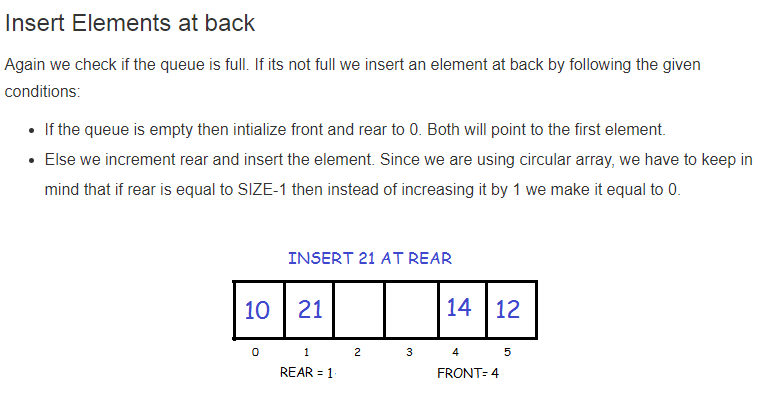 Insert Elements at back
Again we check if the queue is full. If its not full we insert an element at back by following the given
conditions:
• If the queue is empty then intialize front and rear to 0. Both will point to the first element.
• Else we increment rear and insert the element. Since we are using circular array, we have to keep in
mind that if rear is equal to SIZE-1 then instead of increasing it by 1 we make it equal to 0.
INSERT 21 AT REAR
10 21 14 12
0 1 2 3 4 5
REAR = 1 FRONT= 4